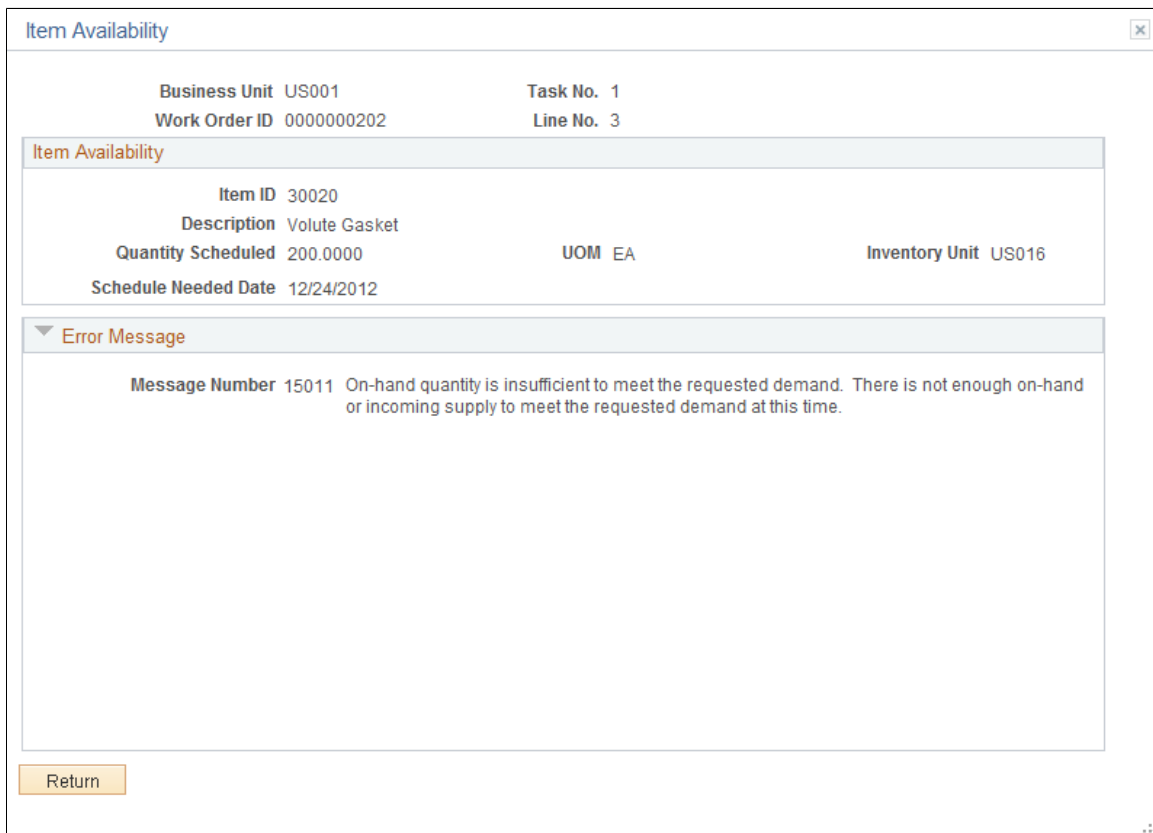 Item Availability
Business Unit US001 Task No. 1
Work Order ID 0000000202 Line No. 3
Item Availability
Item ID 30020
Description Volute Gasket
Quantity Scheduled 200.0000 UOM EA Inventory Unit US016
Schedule Needed Date 12/24/2012
Error Message
Message Number 15011 On-hand quantity is insufficient to meet the requested demand. There is not enough on-hand
or incoming supply to meet the requested demand at this time.
Return